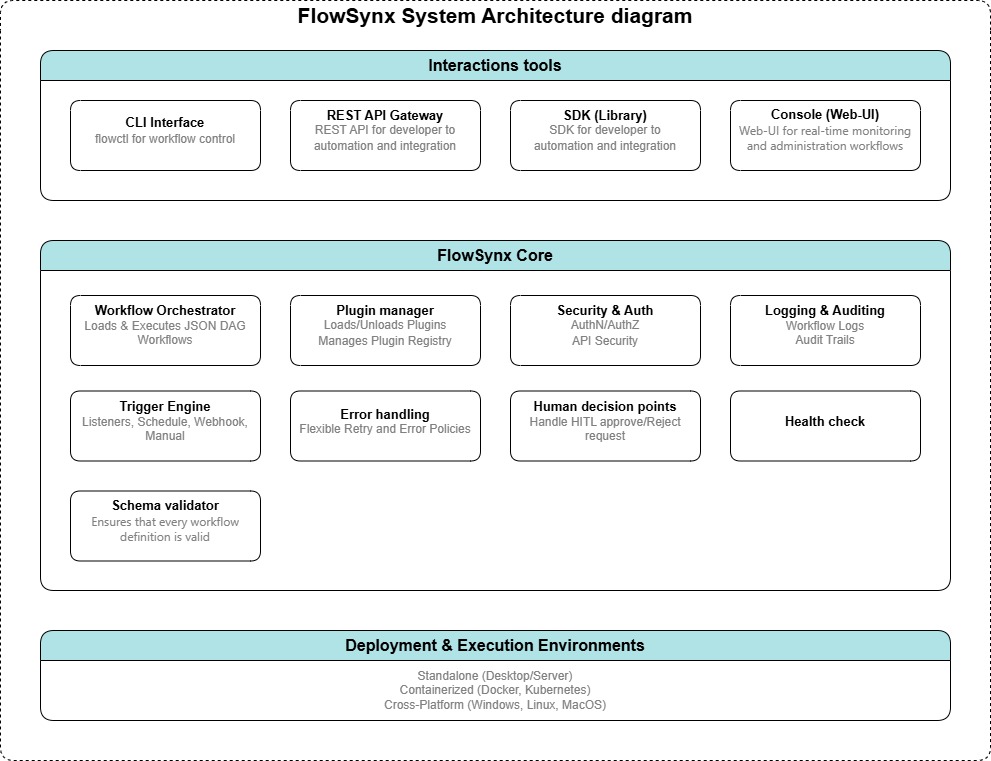 FlowSynx System Architecture diagram
Interactions tools
CLI Interface
flowctl for workflow control
REST API Gateway
REST API for developer to
automation and integration
SDK (Library)
SDK for developer to
automation and integration
Console (Web-UI)
Web-UI for real-time monitoring
and administration workflows
FlowSynx Core
Workflow Orchestrator
Loads & Executes JSON DAG
Workflows
Plugin manager
Loads/Unloads Plugins
Manages Plugin Registry
Security & Auth
AuthN/AuthZ
API Security
Logging & Auditing
Workflow Logs
Audit Trails
Trigger Engine
Listeners, Schedule, Webhook,
Manual
Error handling
Flexible Retry and Error Policies
Human decision points
Handle HITL approve/Reject
request
Health check
Schema validator
Ensures that every workflow
definition is valid
Deployment & Execution Environments
Standalone (Desktop/Server)
Containerized (Docker, Kubernetes)
Cross-Platform (Windows, Linux, MacOS)